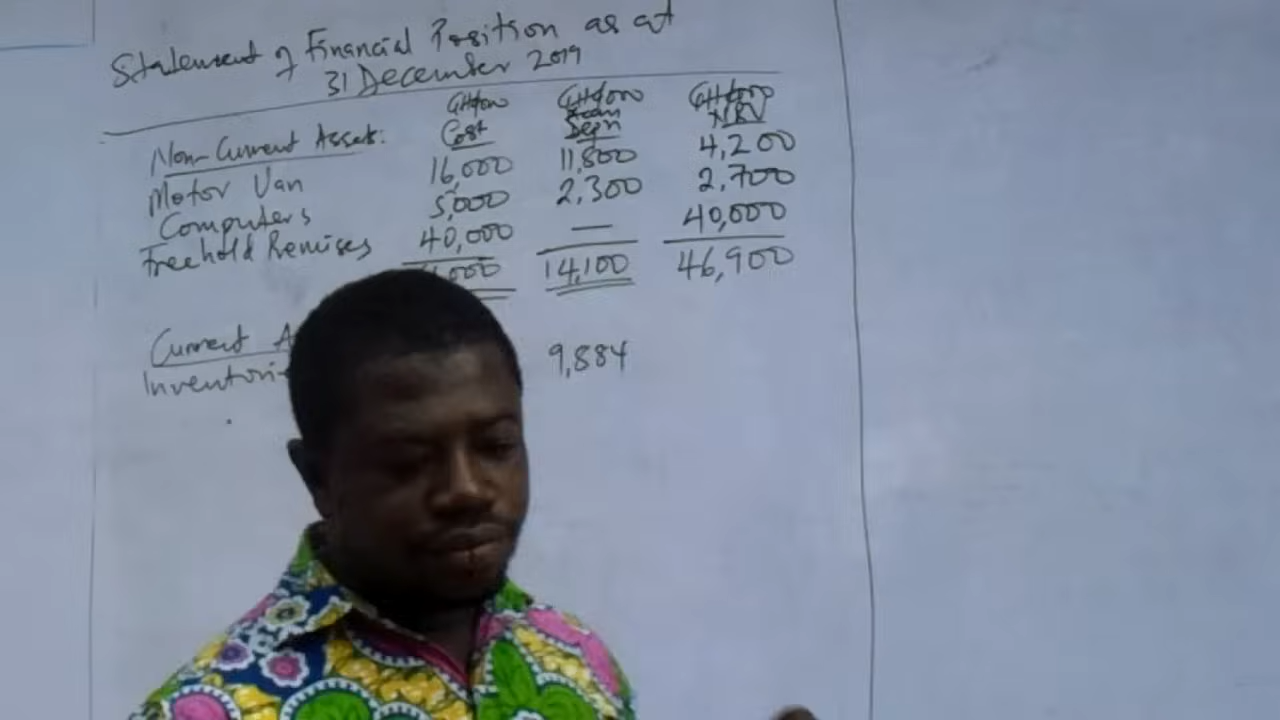 Statement of Financial Position as at
31 December 2019
GH¢000 GH¢000 GH¢000
Non-Current Assets: Cost Depn NBV
Motor Van 16,000 11,800 4,200
Computers 5,000 2,300 2,700
Freehold Premises 40,000 — 40,000
14,100 46,900
Current
9,884